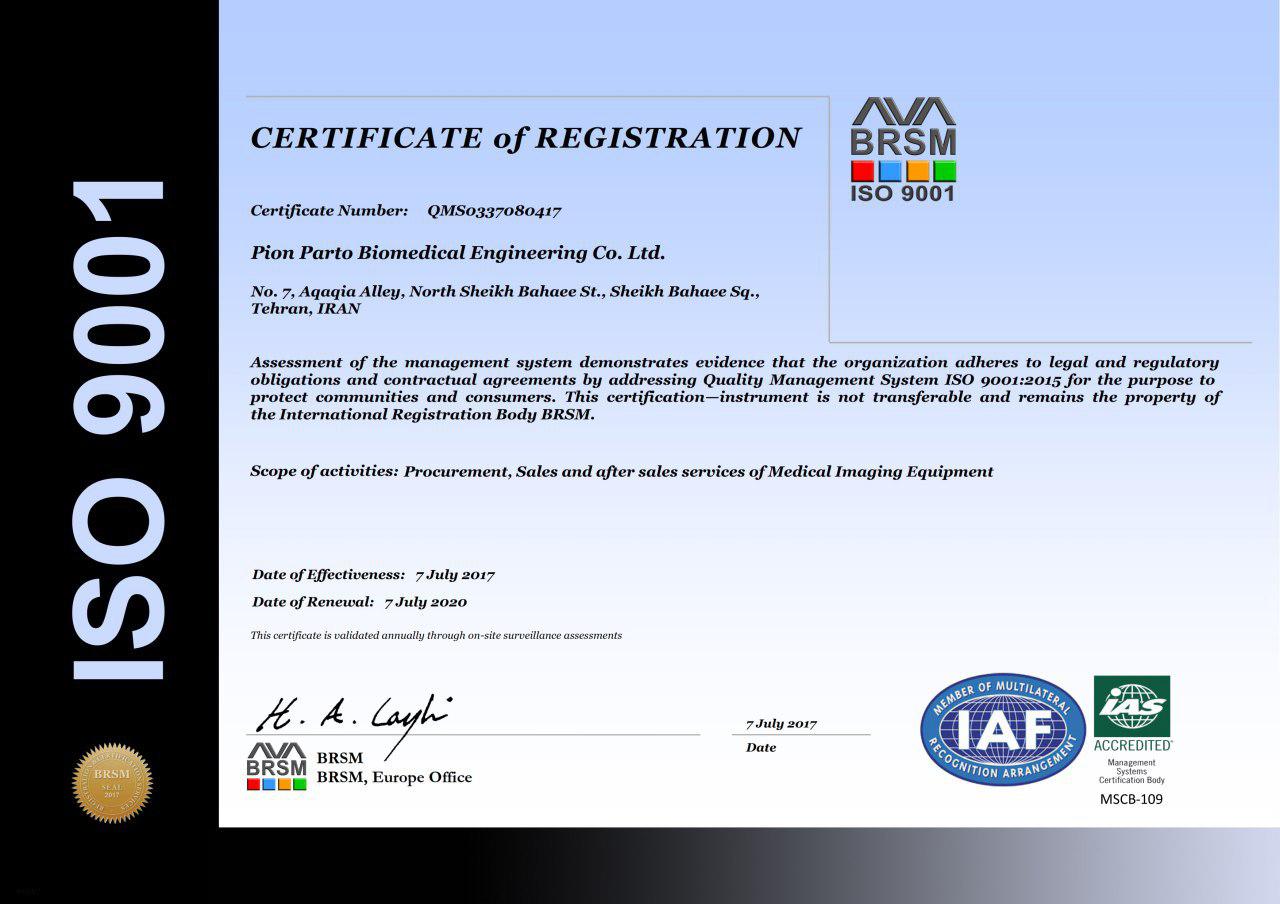 ISO 9001
CERTIFICATE of REGISTRATION
BRSM
ISO 9001
Certificate Number: QMS0337080417
Pion Parto Biomedical Engineering Co. Ltd.
No. 7, Aqaqia Alley, North Sheikh Bahaee St., Sheikh Bahaee Sq.,
Tehran, IRAN
Assessment of the management system demonstrates evidence that the organization adheres to legal and regulatory
obligations and contractual agreements by addressing Quality Management System ISO 9001:2015 for the purpose to
protect communities and consumers. This certification—instrument is not transferable and remains the property of
the International Registration Body BRSM.
Scope of activities: Procurement, Sales and after sales services of Medical Imaging Equipment
Date of Effectiveness: 7 July 2017
Date of Renewal: 7 July 2020
This certificate is validated annually through on-site surveillance assessments
BRSM
BRSM
BRSM, Europe Office
7 July 2017
Date
MEMBER OF MULTILATERAL
IAF
RECOGNITION ARRANGEMENT
IAS
ACCREDITED
Management
Systems
Certification Body
MSCB-109
BRSM
SEAL
2017